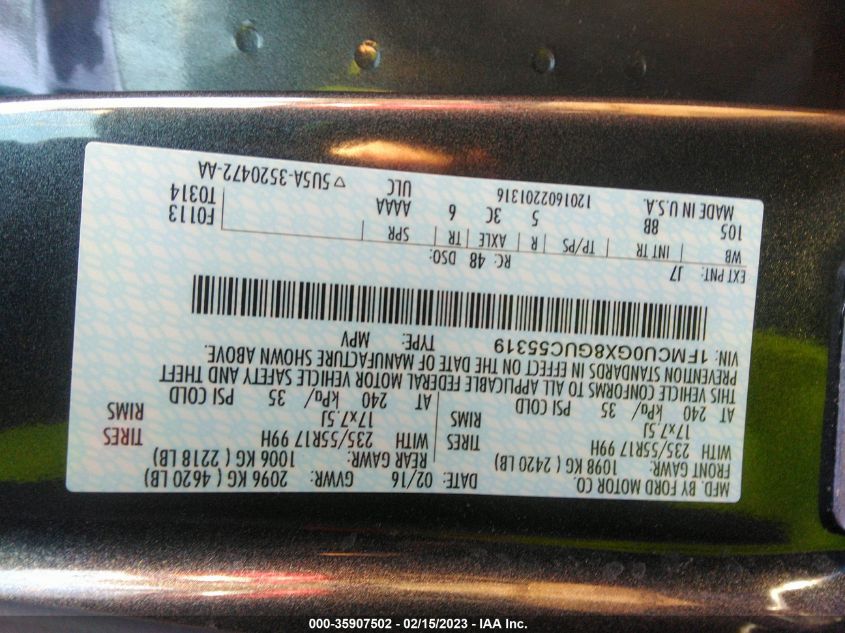 MFD. BY FORD MOTOR CO.
DATE: 02/16 GVWR: 2096 KG ( 4620 LB)
FRONT GAWR: 1098 KG ( 2420 LB) REAR GAWR: 1006 KG ( 2218 LB)
WITH 235/55R17 99H TIRES WITH 235/55R17 99H TIRES
17x7.5J RIMS 17x7.5J RIMS
AT 240 kPa/ 35 PSI COLD AT 240 kPa/ 35 PSI COLD
THIS VEHICLE CONFORMS TO ALL APPLICABLE FEDERAL MOTOR VEHICLE SAFETY AND THEFT
PREVENTION STANDARDS IN EFFECT ON THE DATE OF MANUFACTURE SHOWN ABOVE.
VIN: 1FMCU0GX8GUC55319 TYPE: MPV
EXT PNT: J7 RC: 48 DSO:
WB INT TR TP/PS R AXLE TR SPR
105 8B 5 3C 6 AAAA F0113
T0314
MADE IN U.S.A. 1201602201316 ULC
▽5U5A-3520472-AA
000-35907502 - 02/15/2023 - IAA Inc.